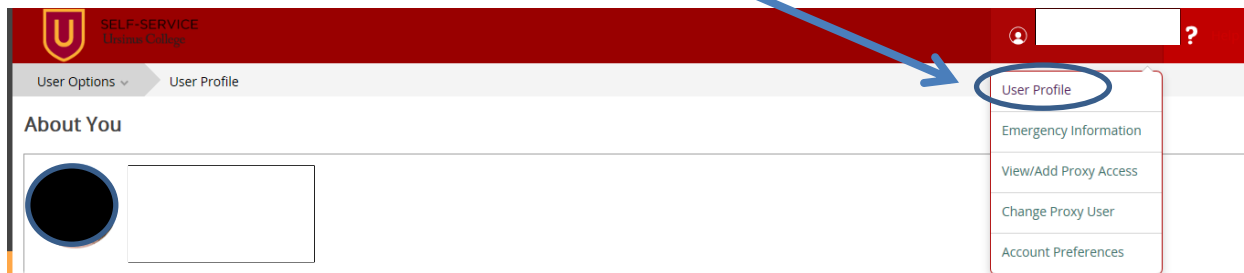 U
SELF-SERVICE
Ursinus College
?
User Options
User Profile
User Profile
About You
Emergency Information
View/Add Proxy Access
Change Proxy User
Account Preferences